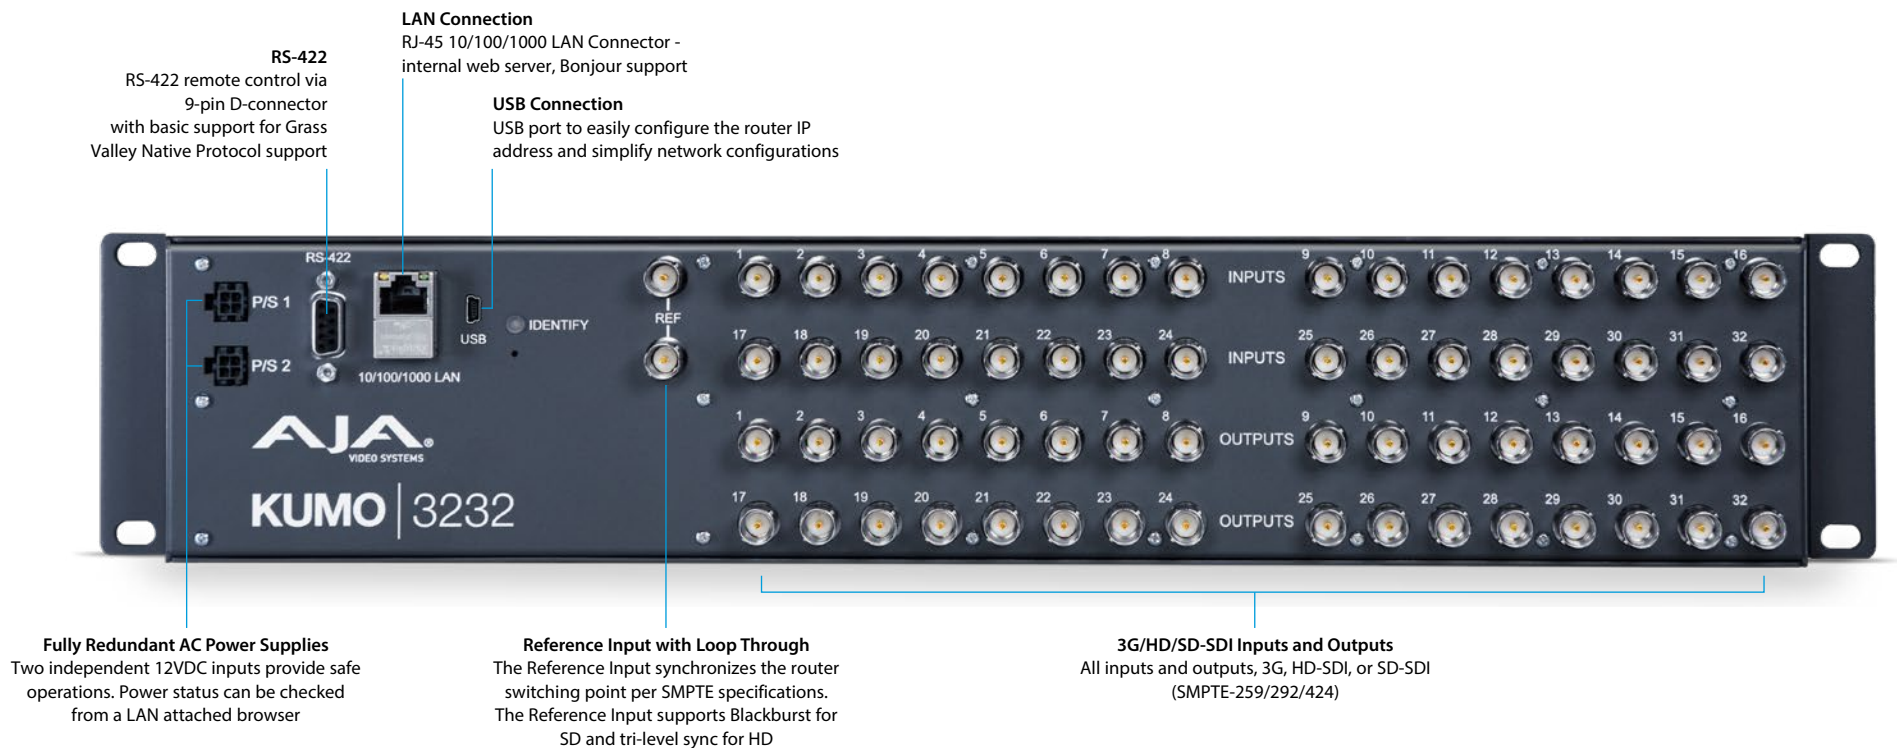 LAN Connection
RJ-45 10/100/1000 LAN Connector -
internal web server, Bonjour support
RS-422
RS-422 remote control via
9-pin D-connector
with basic support for Grass
Valley Native Protocol support
USB Connection
USB port to easily configure the router IP
address and simplify network configurations
RS-422
P/S 1
P/S 2
10/100/1000 LAN
USB
IDENTIFY
REF
1 2 3 4 5 6 7 8 INPUTS 9 10 11 12 13 14 15 16
17 18 19 20 21 22 23 24 INPUTS 25 26 27 28 29 30 31 32
1 2 3 4 5 6 7 8 OUTPUTS 9 10 11 12 13 14 15 16
17 18 19 20 21 22 23 24 OUTPUTS 25 26 27 28 29 30 31 32
AJA®
VIDEO SYSTEMS
KUMO | 3232
Fully Redundant AC Power Supplies
Two independent 12VDC inputs provide safe
operations. Power status can be checked
from a LAN attached browser
Reference Input with Loop Through
The Reference Input synchronizes the router
switching point per SMPTE specifications.
The Reference Input supports Blackburst for
SD and tri-level sync for HD
3G/HD/SD-SDI Inputs and Outputs
All inputs and outputs, 3G, HD-SDI, or SD-SDI
(SMPTE-259/292/424)